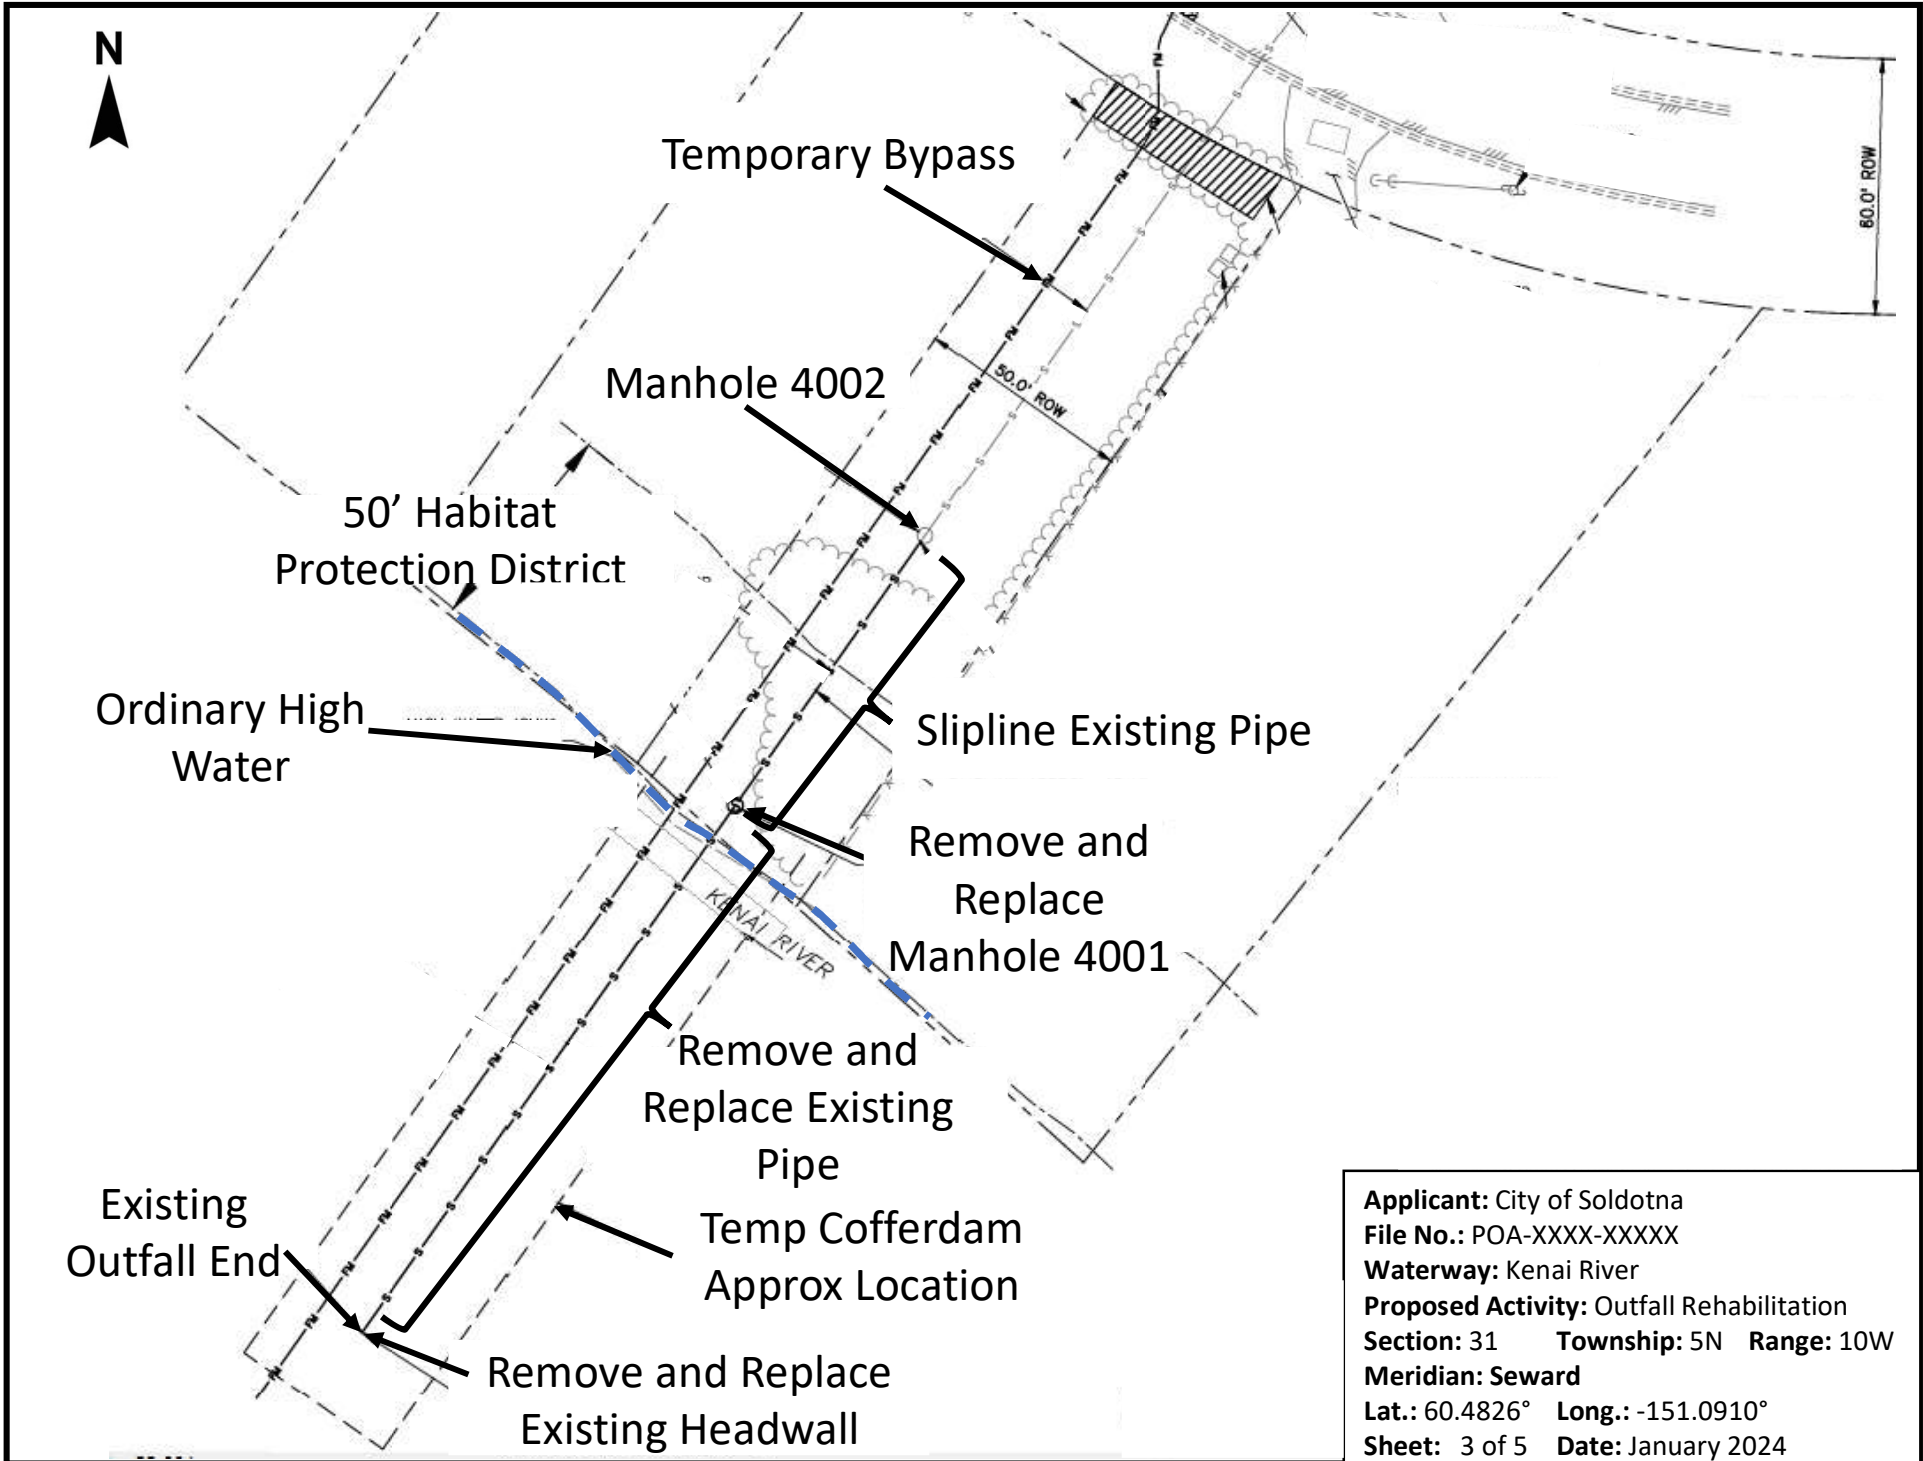 N
60.0' ROW
Temporary Bypass
50.0' ROW
Manhole 4002
50’ Habitat
Protection District
Ordinary High
Water
Slipline Existing Pipe
KENAI RIVER
Remove and
Replace
Manhole 4001
Remove and
Replace Existing
Pipe
Existing
Outfall End
Temp Cofferdam
Approx Location
Remove and Replace
Existing Headwall
Applicant: City of Soldotna
File No.: POA-XXXX-XXXXX
Waterway: Kenai River
Proposed Activity: Outfall Rehabilitation
Section: 31 Township: 5N Range: 10W
Meridian: Seward
Lat.: 60.4826° Long.: -151.0910°
Sheet: 3 of 5 Date: January 2024